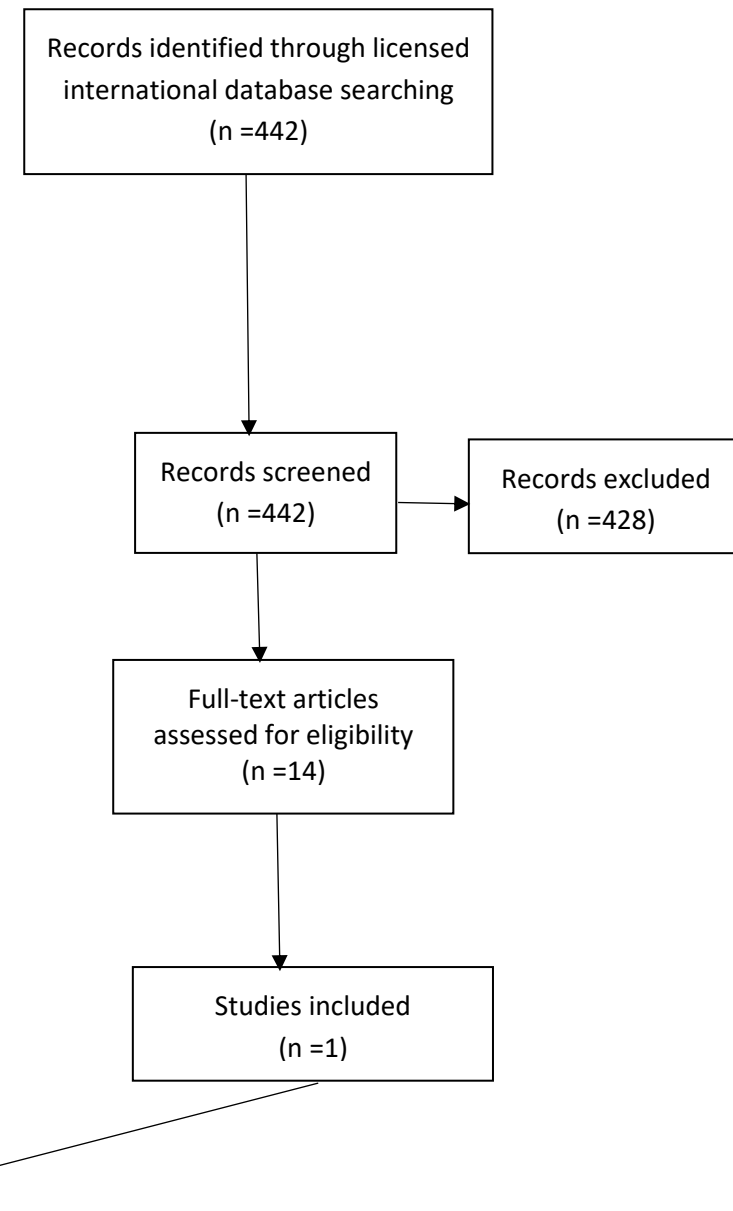 Records identified through licensed
international database searching
(n =442)
Records screened
(n =442)
Records excluded
(n =428)
Full-text articles
assessed for eligibility
(n =14)
Studies included
(n =1)